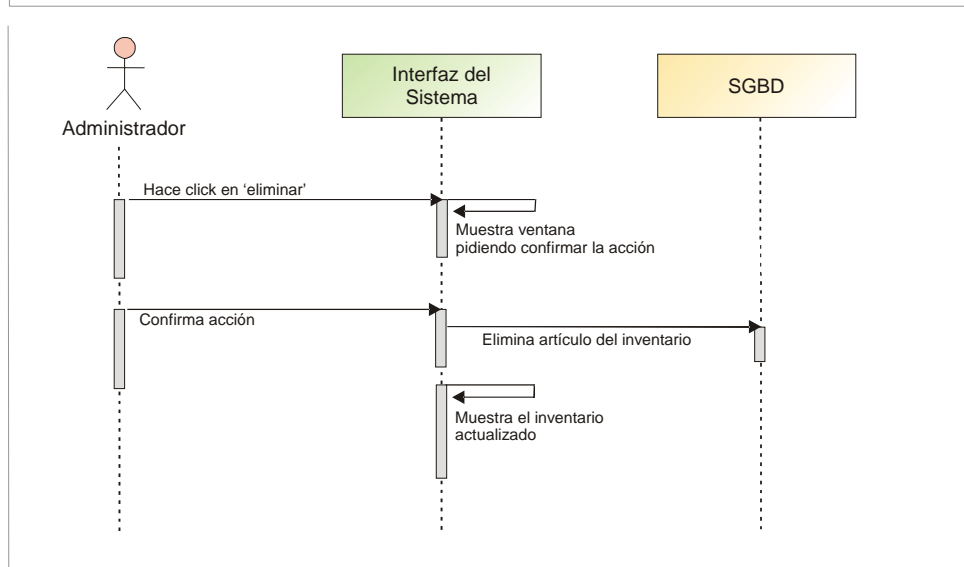 Interfaz del
Sistema
SGBD
Administrador
Hace click en ‘eliminar’
Muestra ventana
pidiendo confirmar la acción
Confirma acción
Elimina artículo del inventario
Muestra el inventario
actualizado